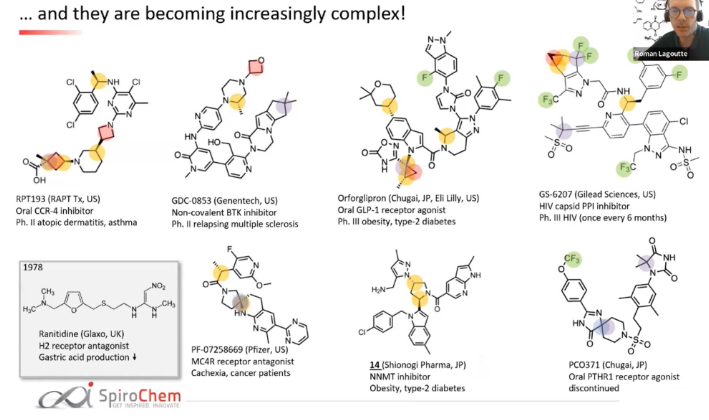 … and they are becoming increasingly complex!
Roman Lagoutte
RPT193 (RAPT Tx, US)
Oral CCR-4 inhibitor
Ph. II atopic dermatitis, asthma
GDC-0853 (Genentech, US)
Non-covalent BTK inhibitor
Ph. II relapsing multiple sclerosis
Orforglipron (Chugai, JP, Eli Lilly, US)
Oral GLP-1 receptor agonist
Ph. III obesity, type-2 diabetes
GS-6207 (Gilead Sciences, US)
HIV capsid PPI inhibitor
Ph. III HIV (once every 6 months)
1978
Ranitidine (Glaxo, UK)
H2 receptor antagonist
Gastric acid production ↓
PF-07258669 (Pfizer, US)
MC4R receptor antagonist
Cachexia, cancer patients
14 (Shionogi Pharma, JP)
NNMT inhibitor
Obesity, type-2 diabetes
PCO371 (Chugai, JP)
Oral PTHR1 receptor agonist
discontinued
SpiroChem
GET INSPIRED. INNOVATE.